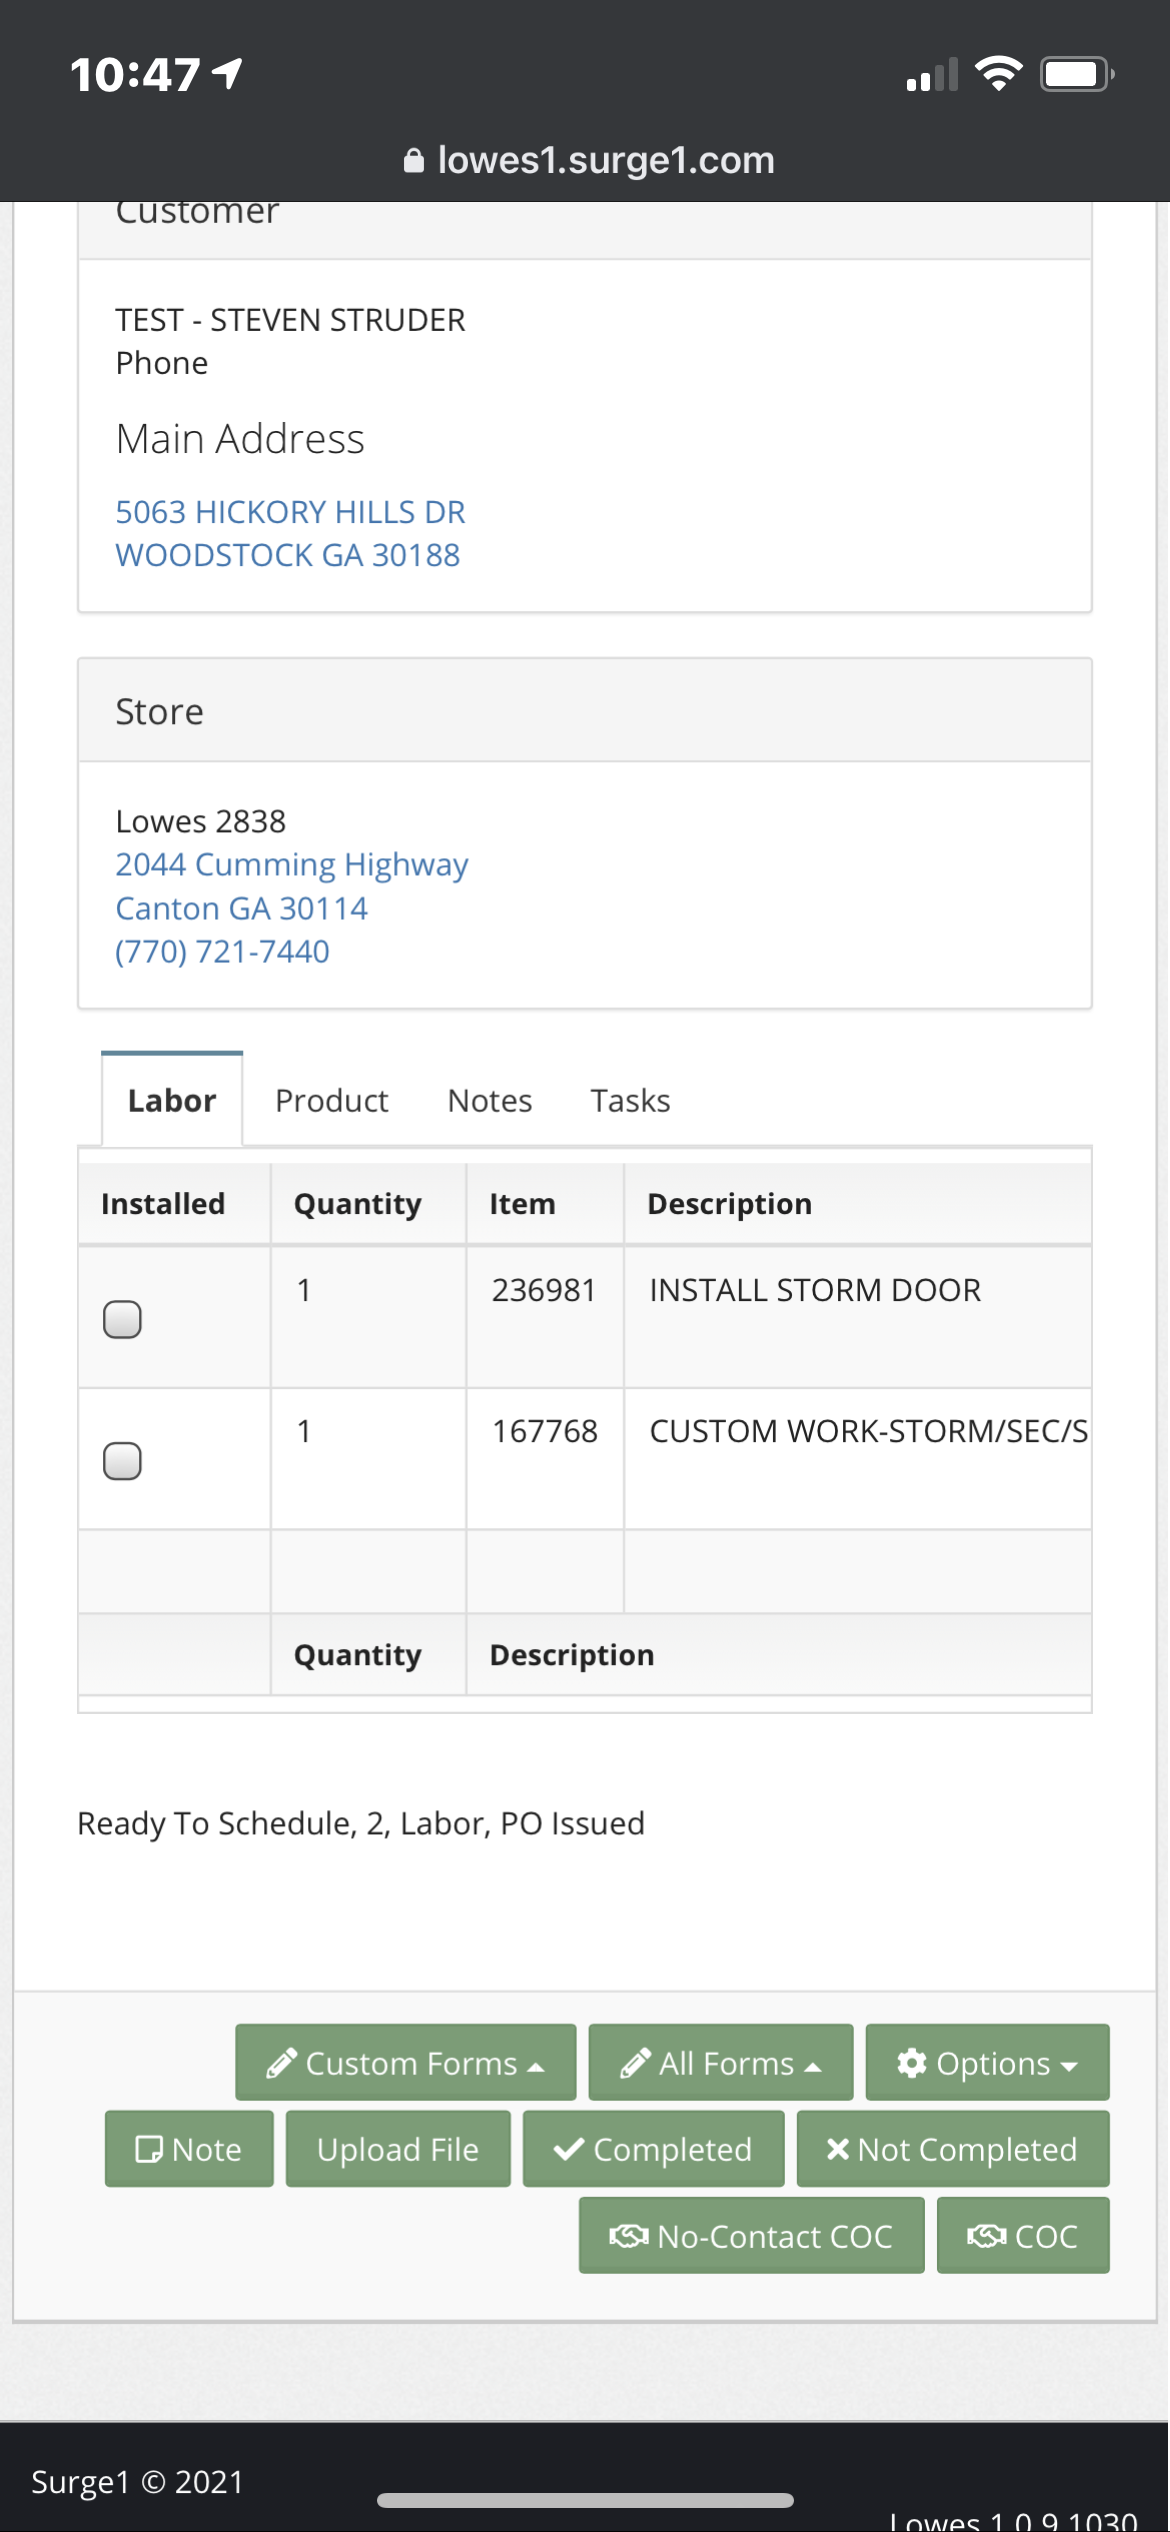 10:47
lowes1.surge1.com
Customer
TEST - STEVEN STRUDER
Phone
Main Address
5063 HICKORY HILLS DR
WOODSTOCK GA 30188
Store
Lowes 2838
2044 Cumming Highway
Canton GA 30114
(770) 721-7440
Labor Product Notes Tasks
Installed Quantity Item Description
1 236981 INSTALL STORM DOOR
1 167768 CUSTOM WORK-STORM/SEC/S
Quantity Description
Ready To Schedule, 2, Labor, PO Issued
Custom Forms All Forms Options
Note Upload File Completed Not Completed
No-Contact COC COC
Surge1 © 2021
Lowes 1.0.9.1030